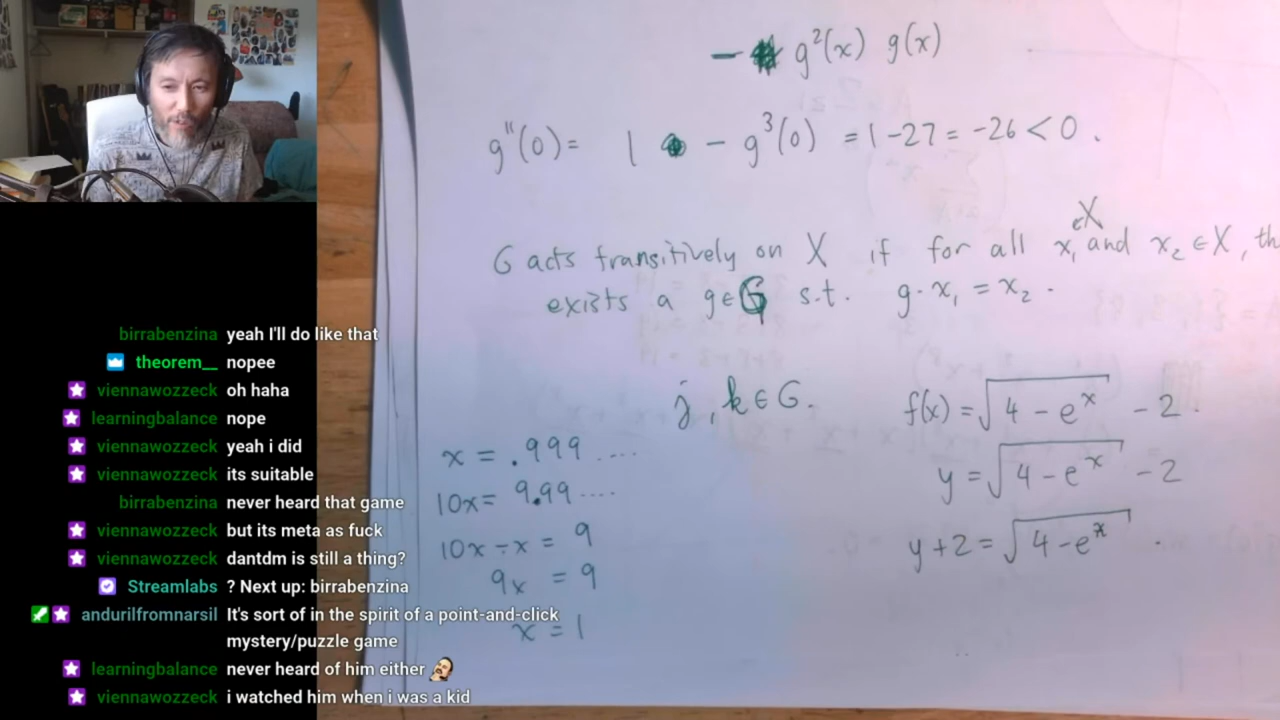 - g²(x) g(x)
g''(0) = 1 - g³(0) = 1-27 = -26 < 0.
G acts transitively on X if for all x₁ ∈X and x₂ ∈ X, th
exists a g∈G s.t. g·x₁ = x₂.
j, k ∈ G.
f(x) = √(4 - eˣ) - 2.
y = √(4 - eˣ) - 2
y + 2 = √(4 - eˣ).
x = .999....
10x = 9.99....
10x - x = 9
9x = 9
x = 1
birrabenzina yeah I'll do like that
theorem__ nopee
viennawozzeck oh haha
learningbalance nope
viennawozzeck yeah i did
viennawozzeck its suitable
birrabenzina never heard that game
viennawozzeck but its meta as fuck
viennawozzeck dantdm is still a thing?
Streamlabs ? Next up: birrabenzina
andurilfromnarsil It's sort of in the spirit of a point-and-click
mystery/puzzle game
learningbalance never heard of him either
viennawozzeck i watched him when i was a kid